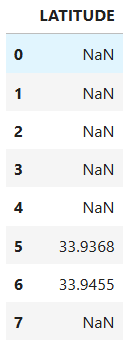 LATITUDE
0 NaN
1 NaN
2 NaN
3 NaN
4 NaN
5 33.9368
6 33.9455
7 NaN